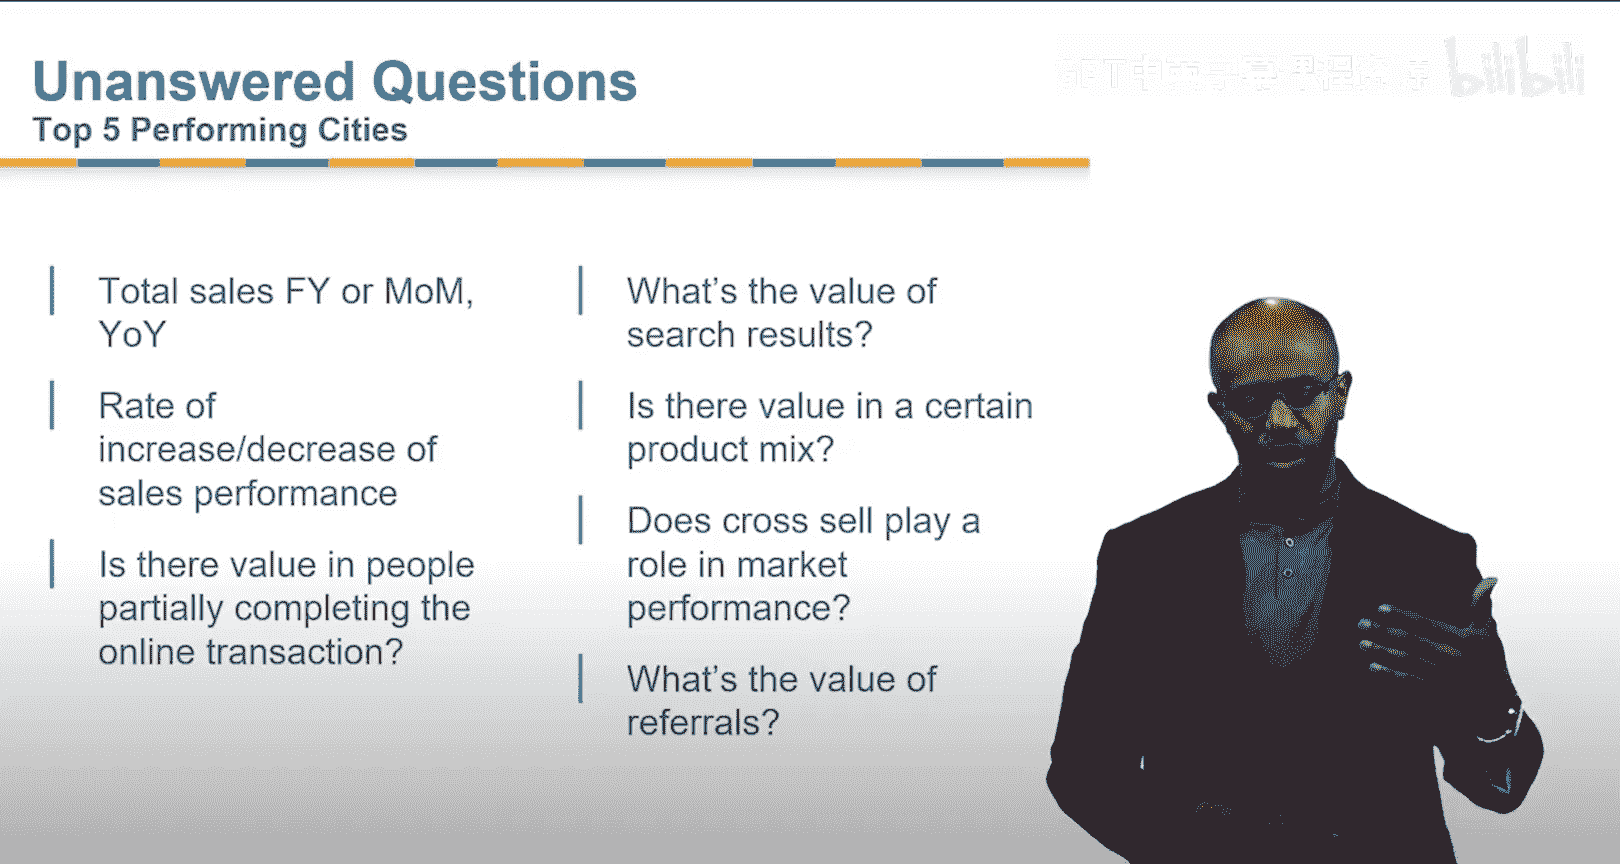 Unanswered Questions
Top 5 Performing Cities
Total sales FY or MoM,
YoY
Rate of
increase/decrease of
sales performance
Is there value in people
partially completing the
online transaction?
What's the value of
search results?
Is there value in a certain
product mix?
Does cross sell play a
role in market
performance?
What's the value of
referrals?
bilibili